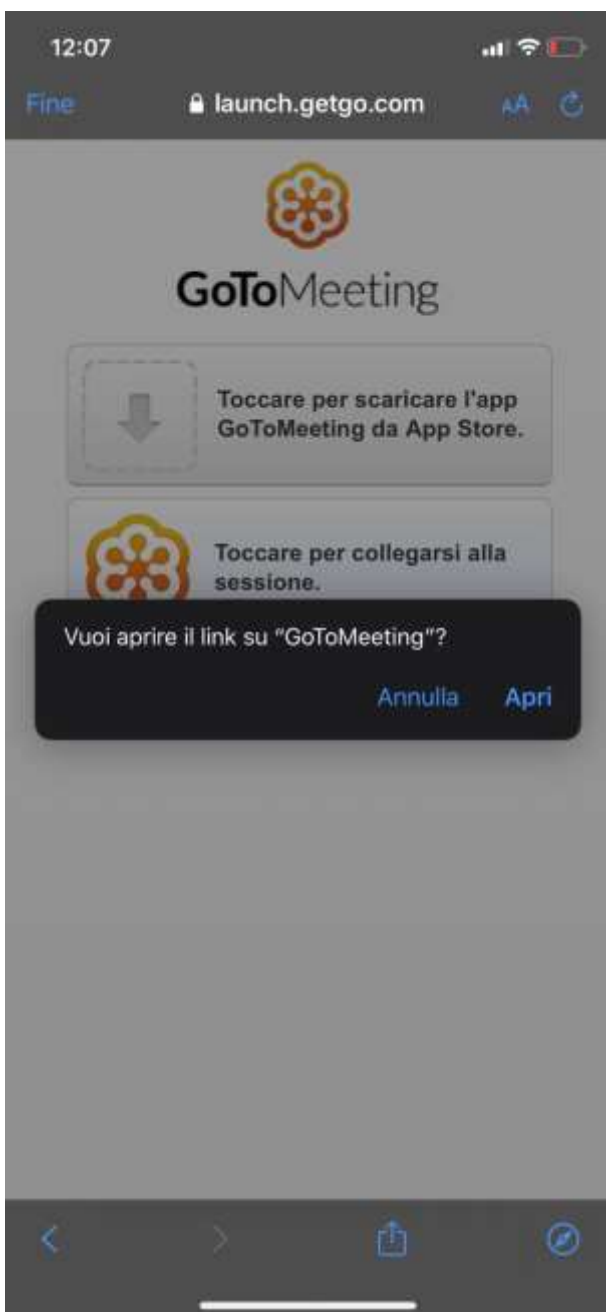 12:07
Fine
launch.getgo.com
AA
GoToMeeting
Toccare per scaricare l'app
GoToMeeting da App Store.
Toccare per collegarsi alla
sessione.
Vuoi aprire il link su "GoToMeeting"?
Annulla Apri